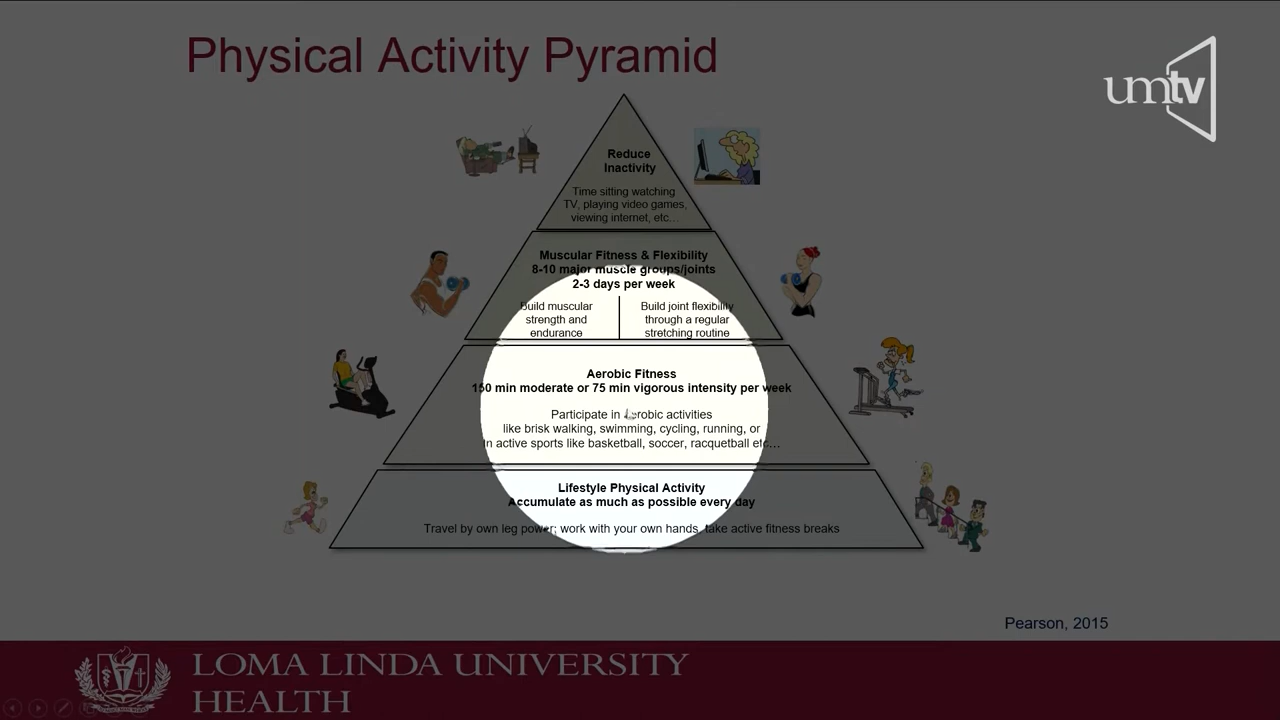 Physical Activity Pyramid
umtv
Reduce
Inactivity
Time sitting watching
TV, playing video games,
viewing internet, etc...
Muscular Fitness & Flexibility
8-10 major muscle groups/joints
2-3 days per week
Build muscular
strength and
endurance
Build joint flexibility
through a regular
stretching routine
Aerobic Fitness
150 min moderate or 75 min vigorous intensity per week
Participate in aerobic activities
like brisk walking, swimming, cycling, running, or
in active sports like basketball, soccer, racquetball etc...
Lifestyle Physical Activity
Accumulate as much as possible every day
Travel by own leg power; work with your own hands, take active fitness breaks
Pearson, 2015
LOMA LINDA UNIVERSITY
HEALTH